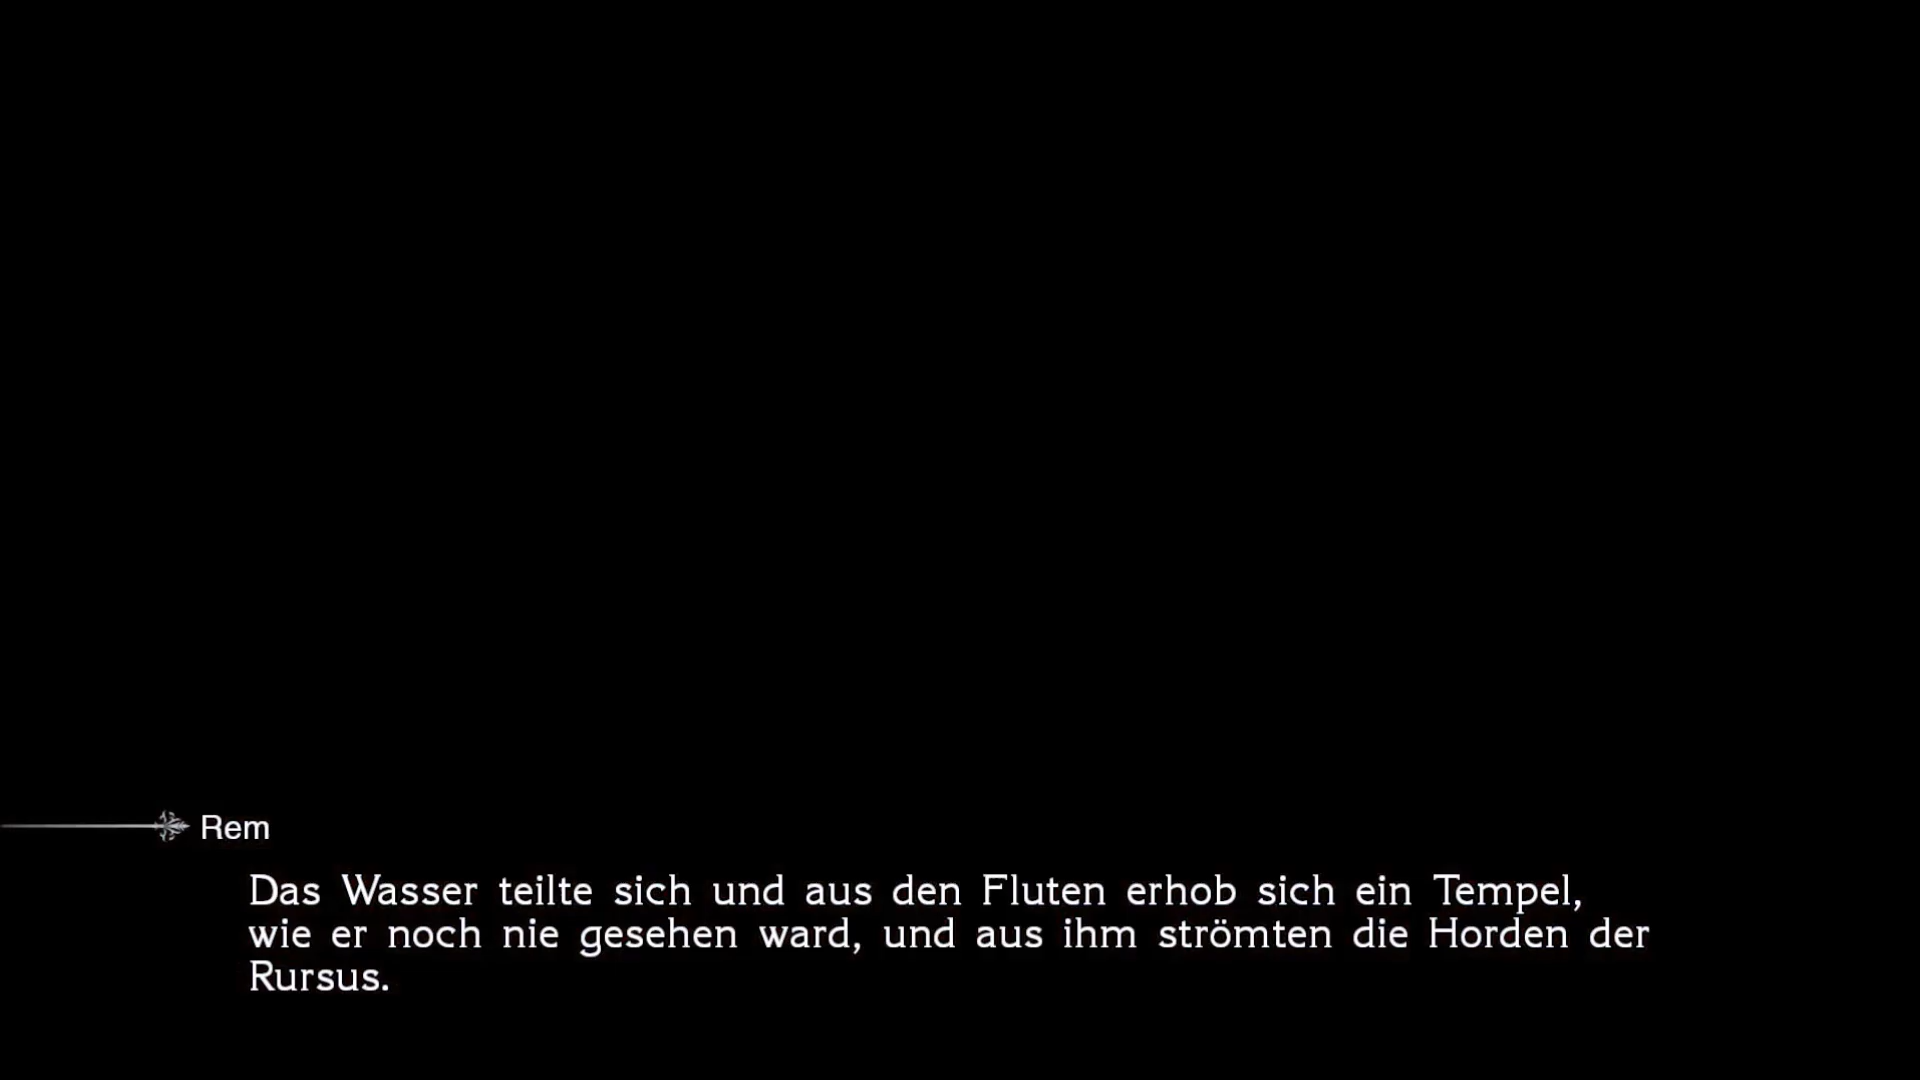 Rem
Das Wasser teilte sich und aus den Fluten erhob sich ein Tempel,
wie er noch nie gesehen ward, und aus ihm strömten die Horden der
Rursus.